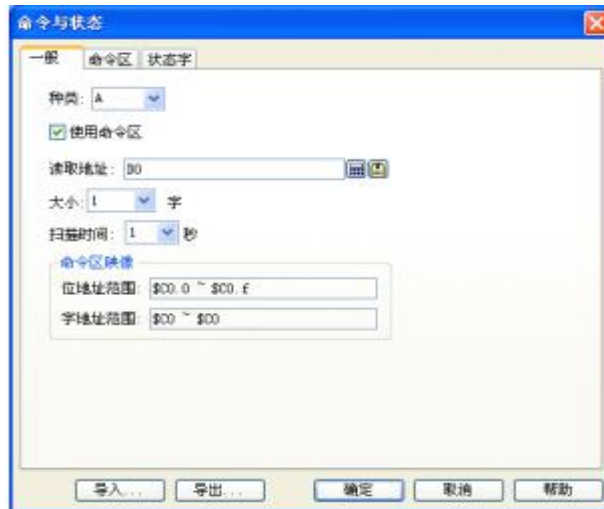 命令与状态
一般 命令区 状态字
种类: A
使用命令区
读取地址: D0
大小: 1 字
扫描时间: 1 秒
命令区映像
位地址范围: $C0.0 ~ $C0.f
字地址范围: $C0 ~ $C0
导入... 导出... 确定 取消 帮助